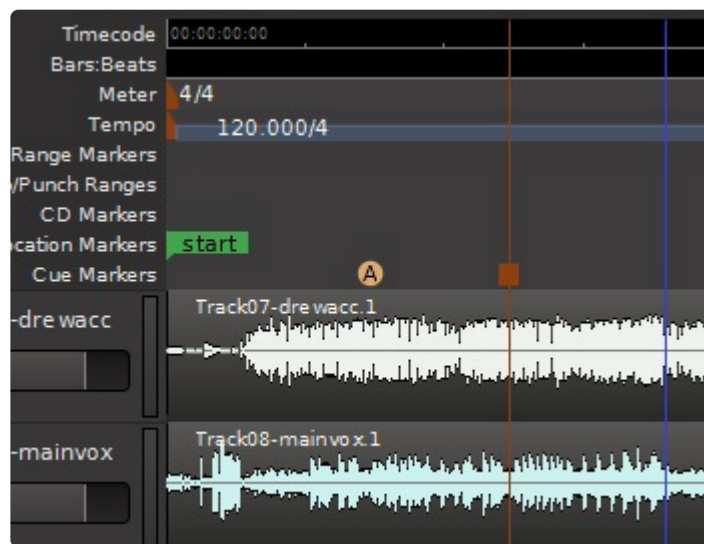 Timecode 00:00:00:00
Bars:Beats
Meter 4/4
Tempo 120.000/4
Range Markers
/Punch Ranges
CD Markers
ocation Markers start
Cue Markers A
-drewacc Track07-drewacc.1
-mainvox Track08-mainvox.1